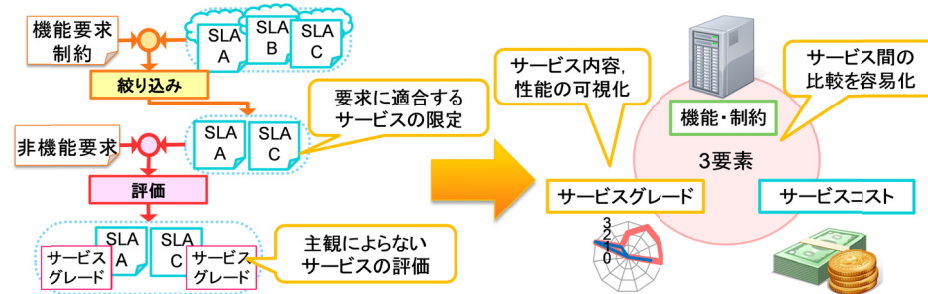 機能要求
制約
SLA
A
SLA
B
SLA
C
絞り込み
非機能要求
SLA
A
SLA
C
要求に適合する
サービスの限定
評価
サービス
グレード
SLA
A
SLA
C
サービス
グレード
主観によらない
サービスの評価
サービス内容,
性能の可視化
サービス間の
比較を容易化
機能・制約
3要素
サービスグレード
サービスコスト
3
2
1
0